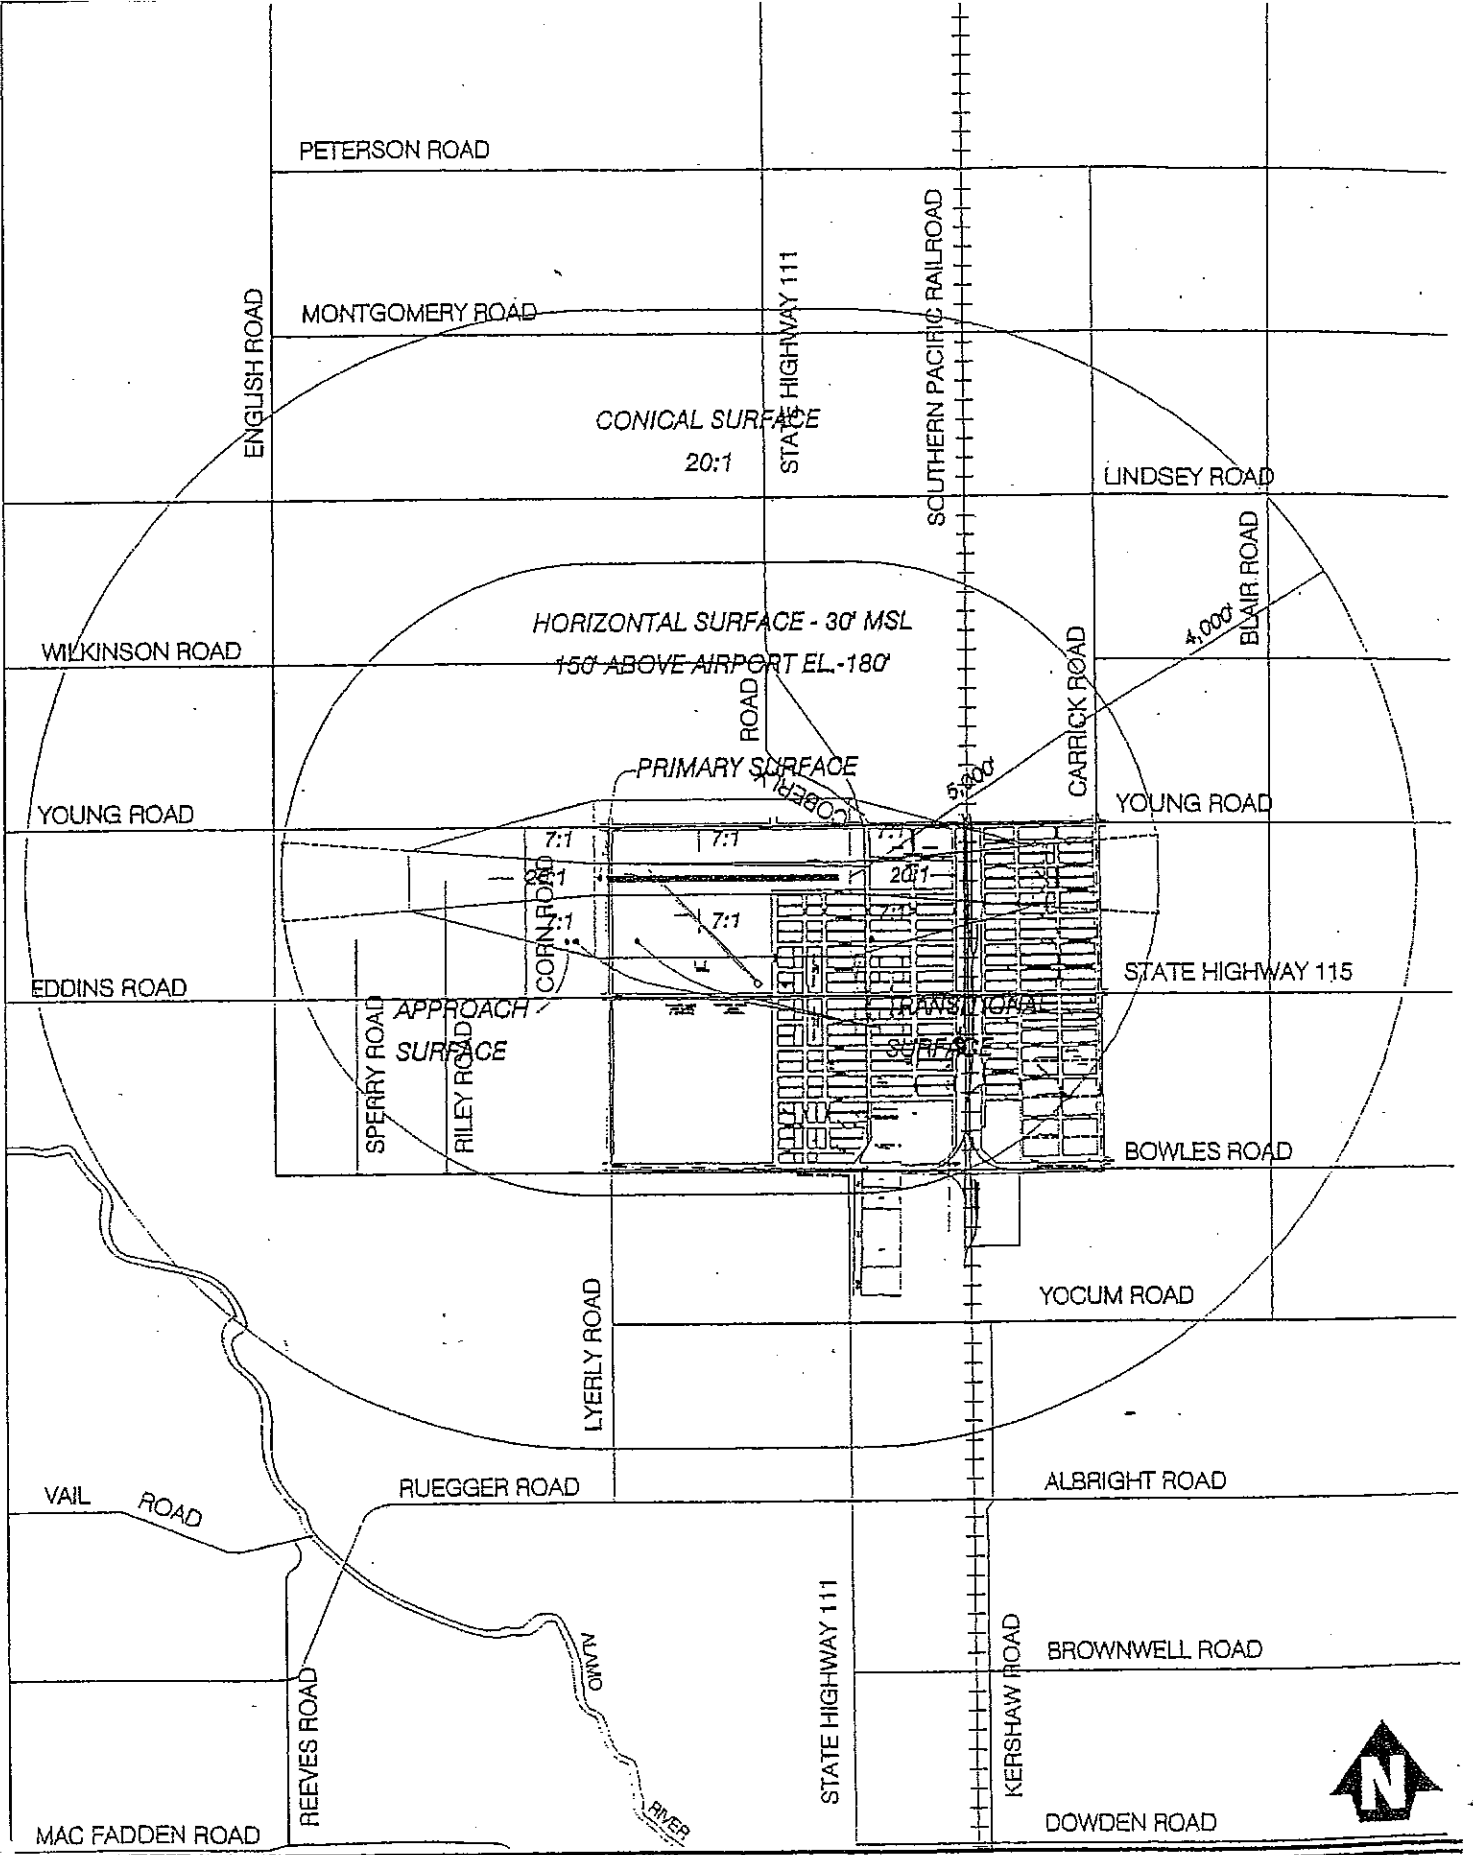 PETERSON ROAD
SOUTHERN PACIFIC RAILROAD
STATE HIGHWAY 111
MONTGOMERY ROAD
ENGLISH ROAD
CONICAL SURFACE
20:1
LINDSEY ROAD
BLAIR ROAD
HORIZONTAL SURFACE - 30' MSL
150' ABOVE AIRPORT EL.-180'
4,000'
WILKINSON ROAD
CARRICK ROAD
ROAD
COBERLY
PRIMARY SURFACE
5,000'
YOUNG ROAD
YOUNG ROAD
7:1
7:1
7:1
20:1
20:1
CORN ROAD
7:1
7:1
7:1
STATE HIGHWAY 115
EDDINS ROAD
APPROACH
SURFACE
TRANSITIONAL
SURFACE
SPERRY ROAD
RILEY ROAD
BOWLES ROAD
YOCUM ROAD
LYERLY ROAD
RUEGGER ROAD
ALBRIGHT ROAD
VAIL ROAD
STATE HIGHWAY 111
KERSHAW ROAD
BROWNWELL ROAD
ALAMO
RIVER
REEVES ROAD
N
MAC FADDEN ROAD
DOWDEN ROAD